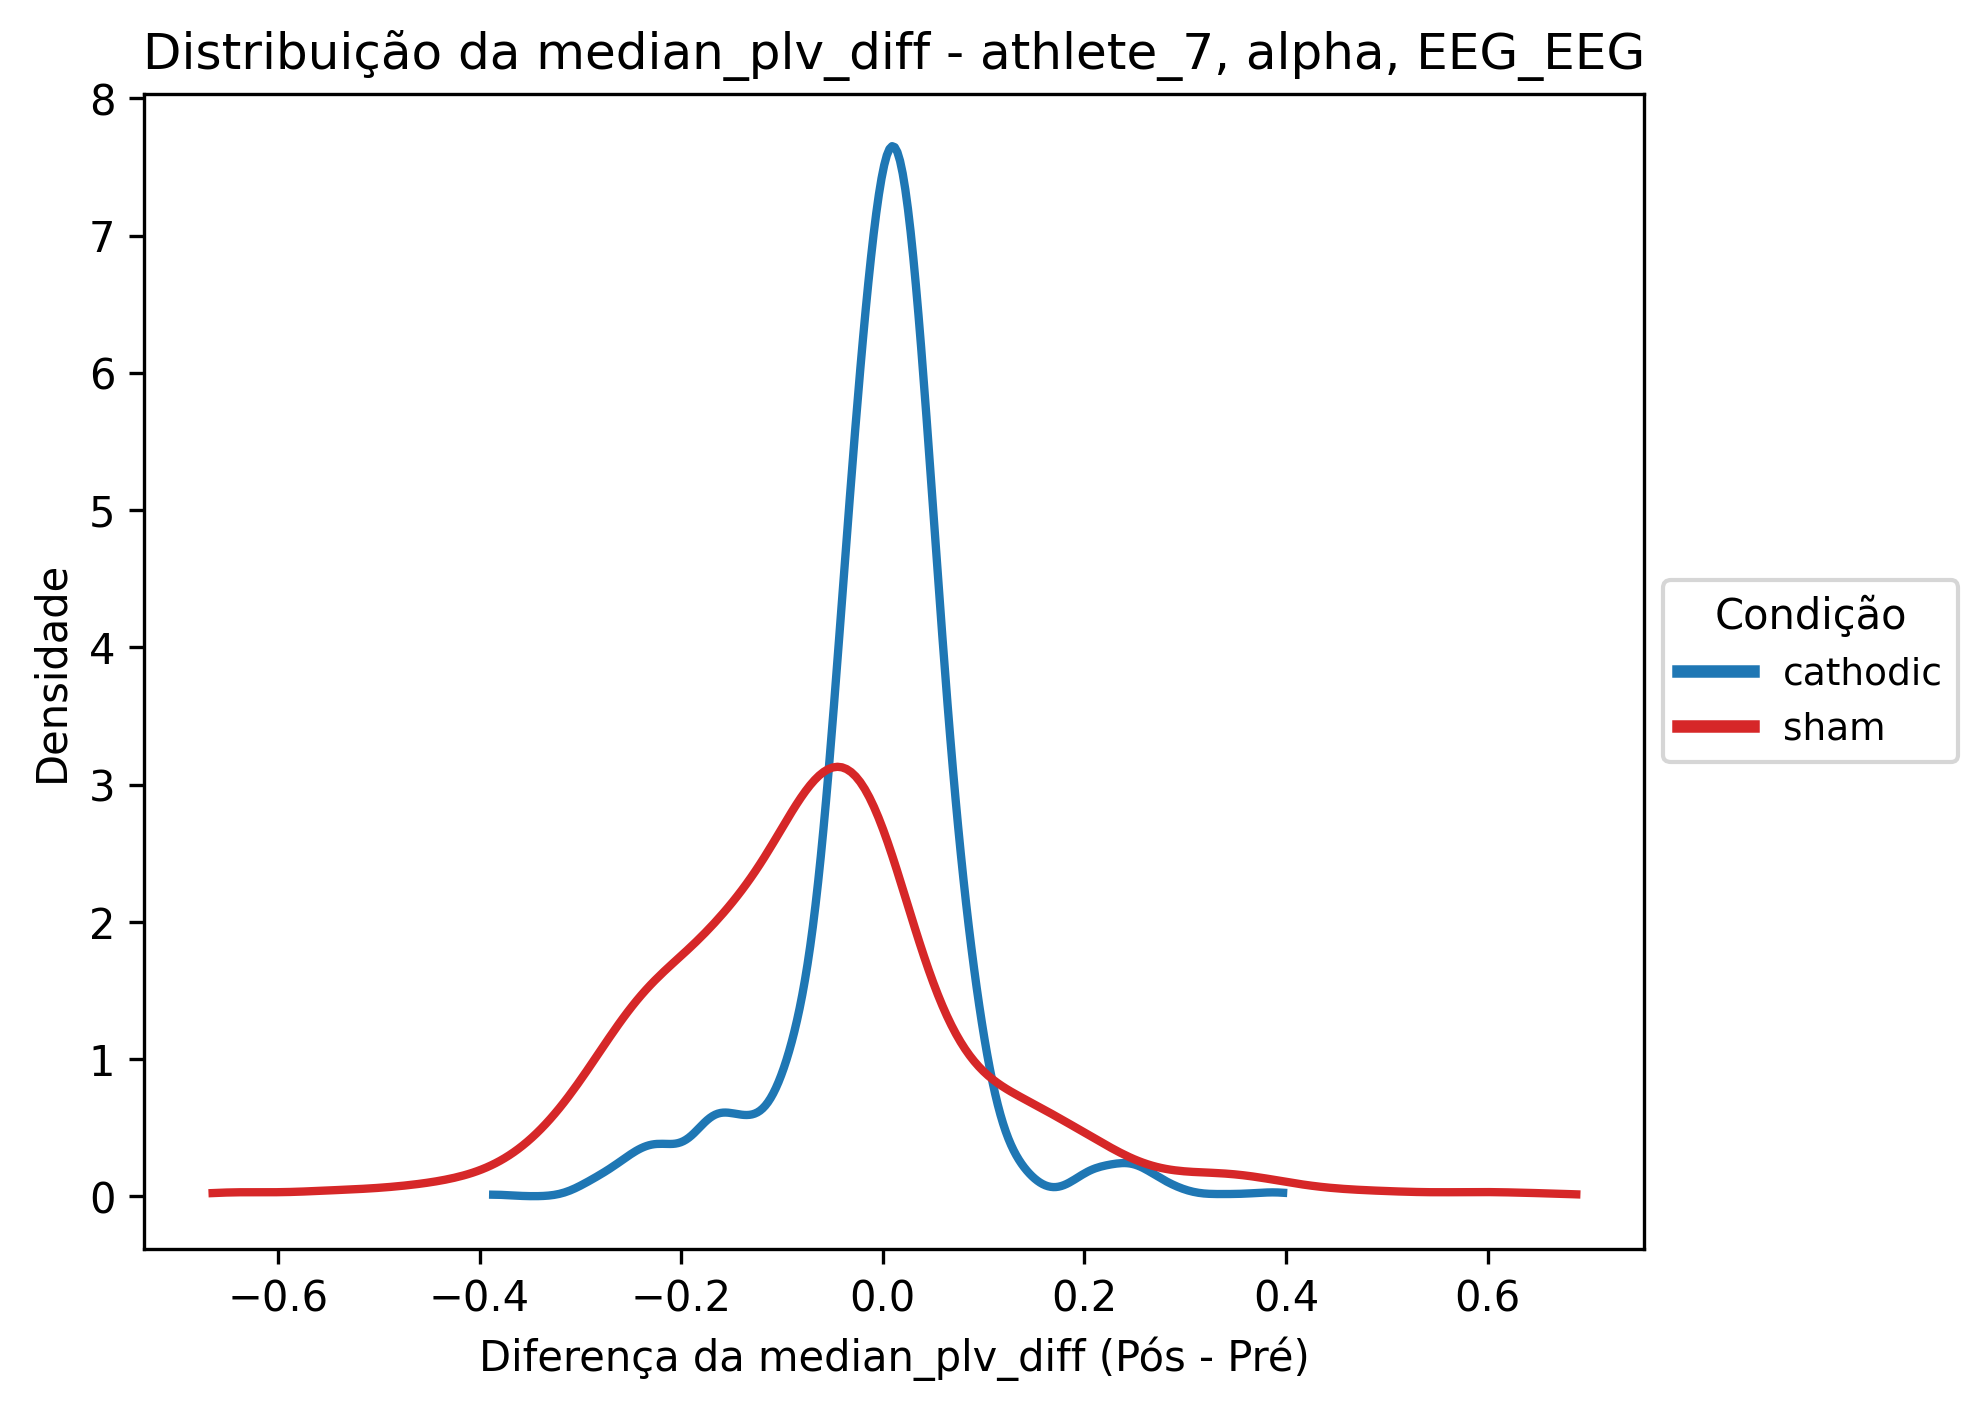 Distribuição da median_plv_diff - athlete_7, alpha, EEG_EEG
8
7
6
5
4
3
2
1
0
Densidade
−0.6
−0.4
−0.2
0.0
0.2
0.4
0.6
Diferença da median_plv_diff (Pós - Pré)
Condição
cathodic
sham